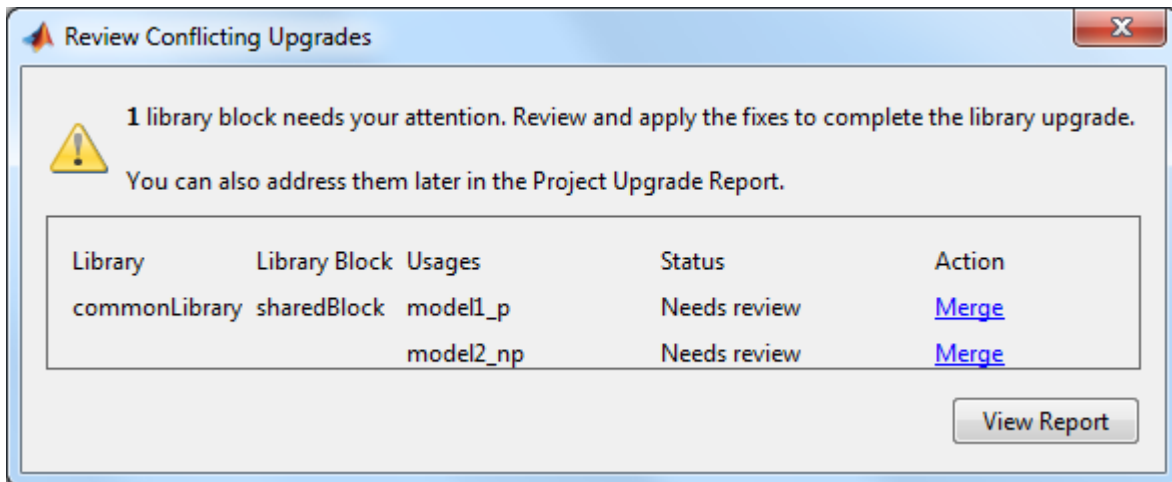 Review Conflicting Upgrades
1 library block needs your attention. Review and apply the fixes to complete the library upgrade.
You can also address them later in the Project Upgrade Report.
Library Library Block Usages Status Action
commonLibrary sharedBlock model1_p Needs review Merge
model2_np Needs review Merge
View Report